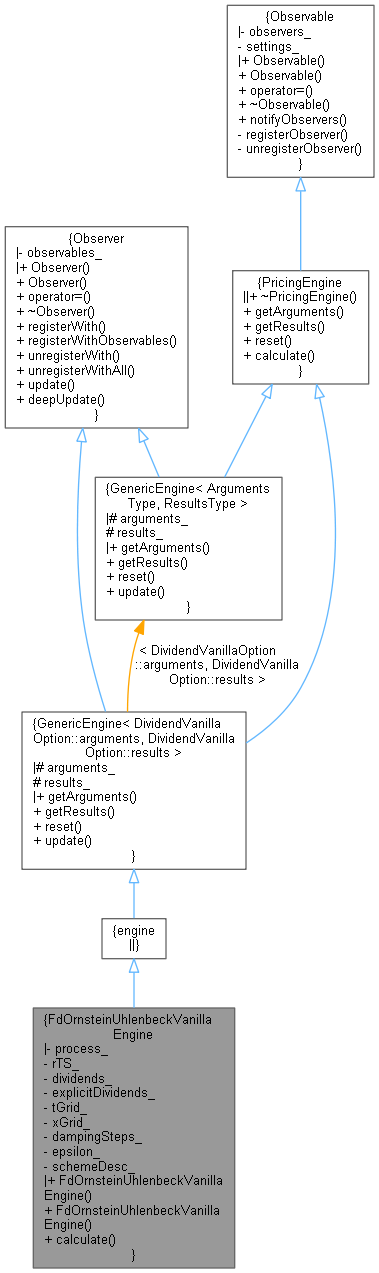 {Observable
|- observers_
- settings_
|+ Observable()
+ Observable()
+ operator=()
+ ~Observable()
+ notifyObservers()
- registerObserver()
- unregisterObserver()
}
{Observer
|- observables_
|+ Observer()
+ Observer()
+ operator=()
+ ~Observer()
+ registerWith()
+ registerWithObservables()
+ unregisterWith()
+ unregisterWithAll()
+ update()
+ deepUpdate()
}
{PricingEngine
||+ ~PricingEngine()
+ getArguments()
+ getResults()
+ reset()
+ calculate()
}
{GenericEngine< Arguments
Type, ResultsType >
|# arguments_
# results_
|+ getArguments()
+ getResults()
+ reset()
+ update()
}
< DividendVanillaOption
::arguments, DividendVanilla
Option::results >
{GenericEngine< DividendVanilla
Option::arguments, DividendVanilla
Option::results >
|# arguments_
# results_
|+ getArguments()
+ getResults()
+ reset()
+ update()
}
{engine
||}
{FdOrnsteinUhlenbeckVanilla
Engine
|- process_
- rTS_
- dividends_
- explicitDividends_
- tGrid_
- xGrid_
- dampingSteps_
- epsilon_
- schemeDesc_
|+ FdOrnsteinUhlenbeckVanilla
Engine()
+ FdOrnsteinUhlenbeckVanilla
Engine()
+ calculate()
}